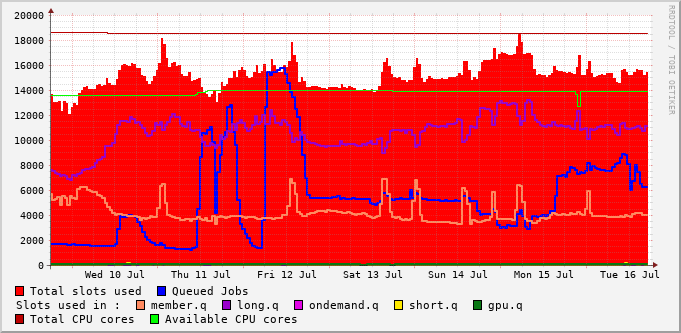 20000
18000
16000
14000
12000
10000
8000
6000
4000
2000
0
Wed 10 Jul Thu 11 Jul Fri 12 Jul Sat 13 Jul Sun 14 Jul Mon 15 Jul Tue 16 Jul
Total slots used Queued Jobs
Slots used in : member.q long.q ondemand.q short.q gpu.q
Total CPU cores Available CPU cores
RRDTOOL / TOBI OETIKER